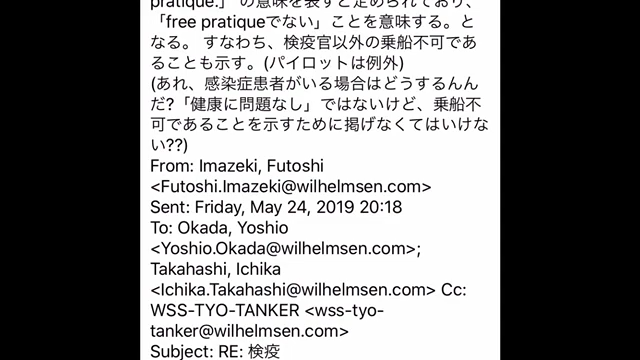 pratique.」 の意味を表すと定められており、
「free pratiqueでない」ことを意味する。と
なる。 すなわち、検疫官以外の乗船不可であ
ることも示す。(パイロットは例外)
(あれ、感染症患者がいる場合はどうするんん
だ?「健康に問題なし」ではないけど、乗船不
可であることを示すために掲げなくてはいけな
い??)
From: Imazeki, Futoshi
<Futoshi.Imazeki@wilhelmsen.com>
Sent: Friday, May 24, 2019 20:18
To: Okada, Yoshio
<Yoshio.Okada@wilhelmsen.com>;
Takahashi, Ichika
<Ichika.Takahashi@wilhelmsen.com> Cc:
WSS-TYO-TANKER <wss-tyo-
tanker@wilhelmsen.com>
Subject: RE: 検疫